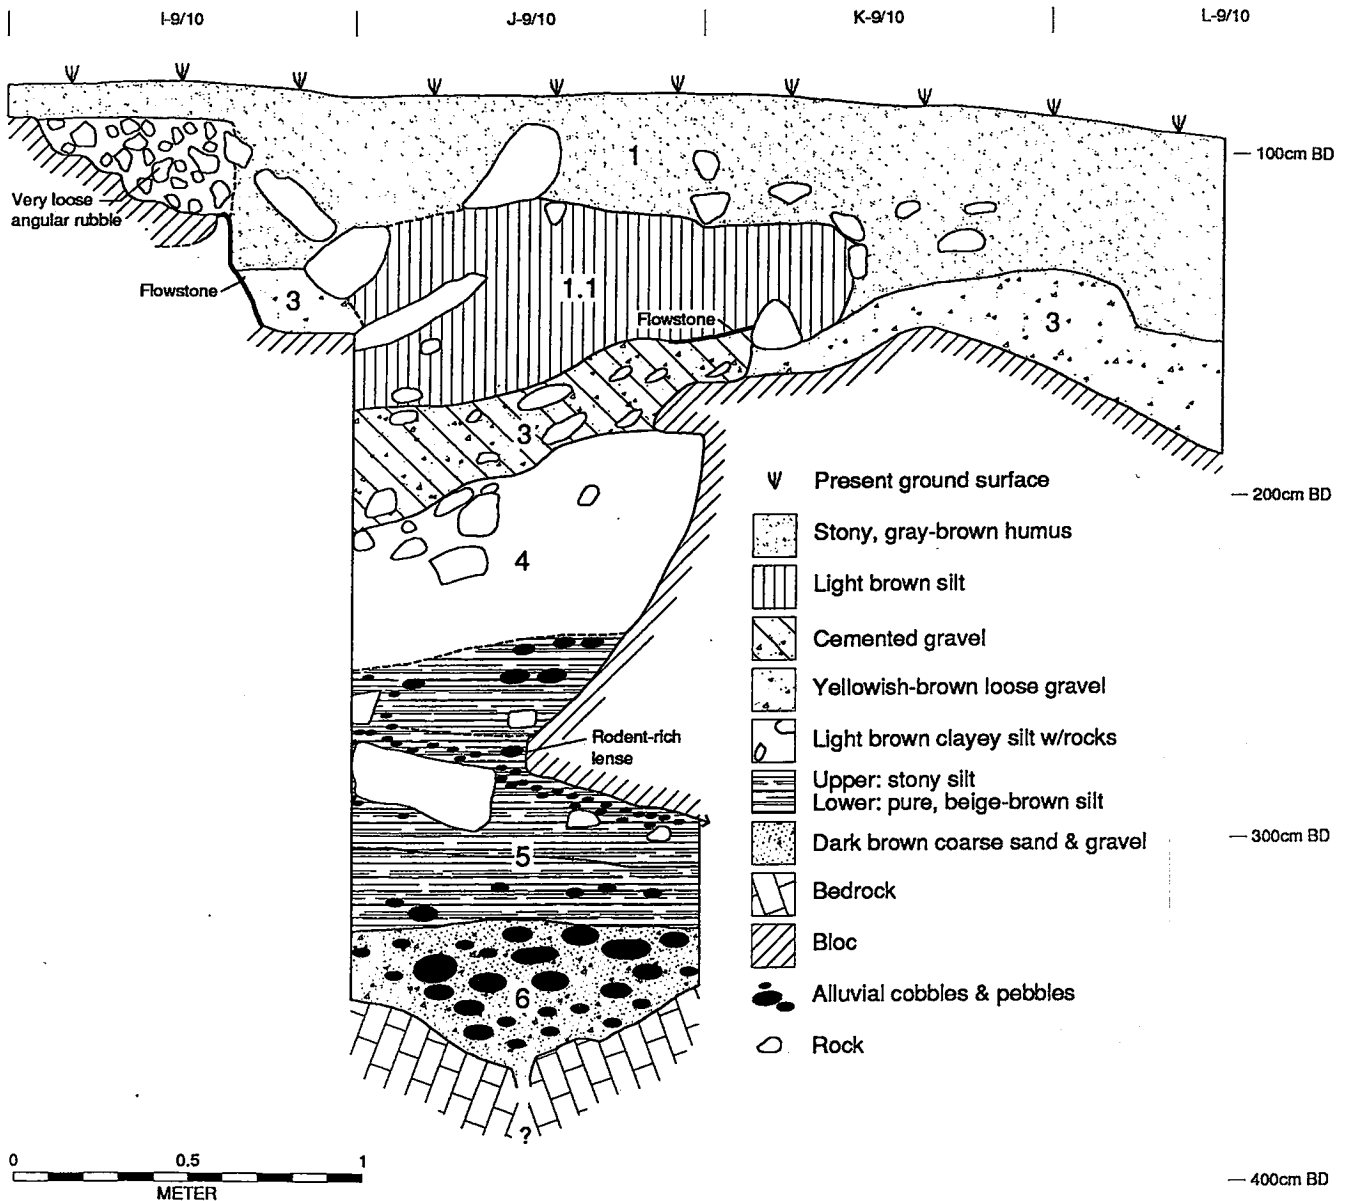 I-9/10 J-9/10 K-9/10 L-9/10
1
100cm BD
Very loose
angular rubble
Flowstone
3
1.1
Flowstone
3
3
4
Present ground surface
200cm BD
Stony, gray-brown humus
Light brown silt
Cemented gravel
Yellowish-brown loose gravel
Light brown clayey silt w/rocks
Rodent-rich
lense
Upper: stony silt
Lower: pure, beige-brown silt
300cm BD
Dark brown coarse sand & gravel
5
Bedrock
Bloc
6
Alluvial cobbles & pebbles
Rock
?
0 0.5 1
METER
400cm BD